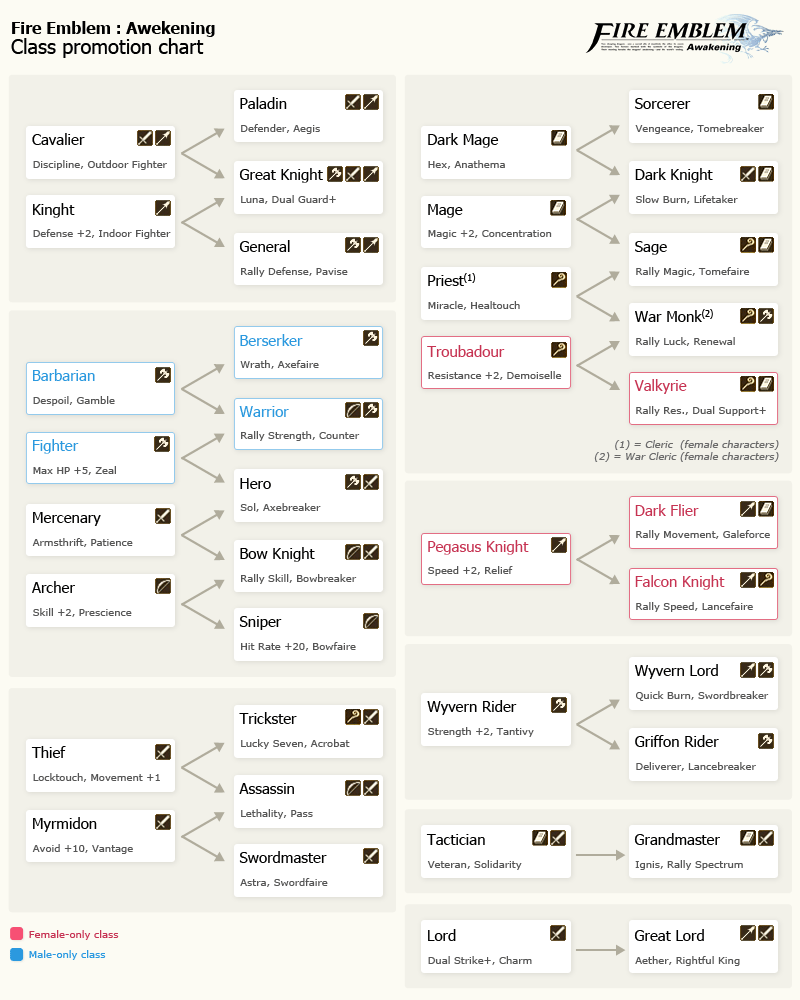 Fire Emblem : Awakening
Class promotion chart
FIRE EMBLEM
Awakening
Cavalier
Discipline, Outdoor Fighter
Kinght
Defense +2, Indoor Fighter
Paladin
Defender, Aegis
Great Knight
Luna, Dual Guard+
General
Rally Defense, Pavise
Barbarian
Despoil, Gamble
Fighter
Max HP +5, Zeal
Mercenary
Armsthrift, Patience
Archer
Skill +2, Prescience
Berserker
Wrath, Axefaire
Warrior
Rally Strength, Counter
Hero
Sol, Axebreaker
Bow Knight
Rally Skill, Bowbreaker
Sniper
Hit Rate +20, Bowfaire
Thief
Locktouch, Movement +1
Myrmidon
Avoid +10, Vantage
Trickster
Lucky Seven, Acrobat
Assassin
Lethality, Pass
Swordmaster
Astra, Swordfaire
Female-only class
Male-only class
Dark Mage
Hex, Anathema
Mage
Magic +2, Concentration
Priest(1)
Miracle, Healtouch
Troubadour
Resistance +2, Demoiselle
Sorcerer
Vengeance, Tomebreaker
Dark Knight
Slow Burn, Lifetaker
Sage
Rally Magic, Tomefaire
War Monk(2)
Rally Luck, Renewal
Valkyrie
Rally Res., Dual Support+
(1) = Cleric (female characters)
(2) = War Cleric (female characters)
Pegasus Knight
Speed +2, Relief
Dark Flier
Rally Movement, Galeforce
Falcon Knight
Rally Speed, Lancefaire
Wyvern Rider
Strength +2, Tantivy
Wyvern Lord
Quick Burn, Swordbreaker
Griffon Rider
Deliverer, Lancebreaker
Tactician
Veteran, Solidarity
Grandmaster
Ignis, Rally Spectrum
Lord
Dual Strike+, Charm
Great Lord
Aether, Rightful King